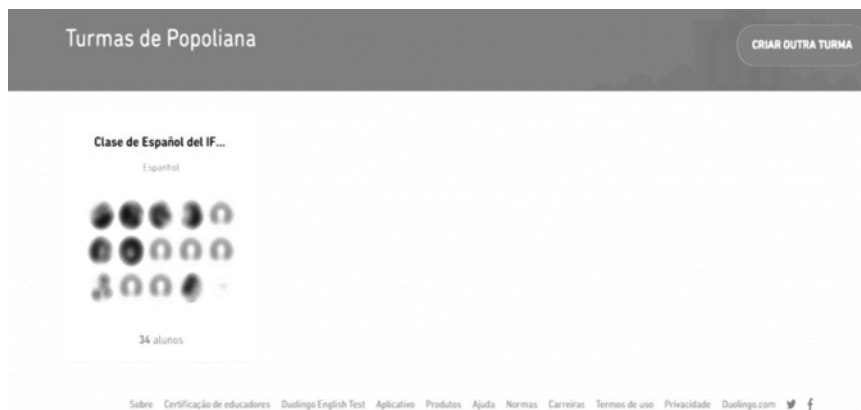 Turmas de Popoliana
CRIAR OUTRA TURMA
Clase de Español del IF...
Espanhol
34 alunos
Sobre Certificação de educadores Duolingo English Test Aplicativo Produtos Ajuda Normas Carreiras Termos de uso Privacidade Duolingo.com